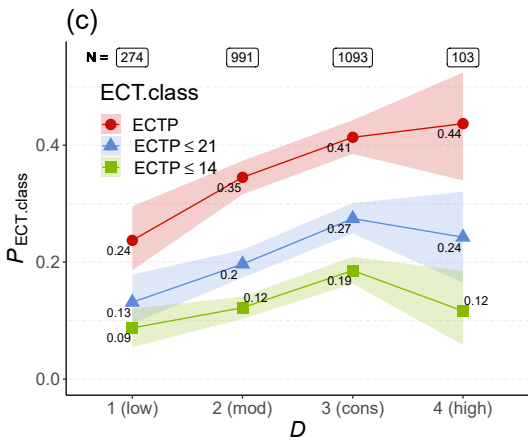 (c)
N = 274 991 1093 103
ECT.class
ECTP
ECTP ≤ 21
ECTP ≤ 14
0.4
0.2
0.0
P ECT.class
0.24
0.35
0.41
0.44
0.13
0.2
0.27
0.24
0.09
0.12
0.19
0.12
1 (low) 2 (mod) 3 (cons) 4 (high)
D